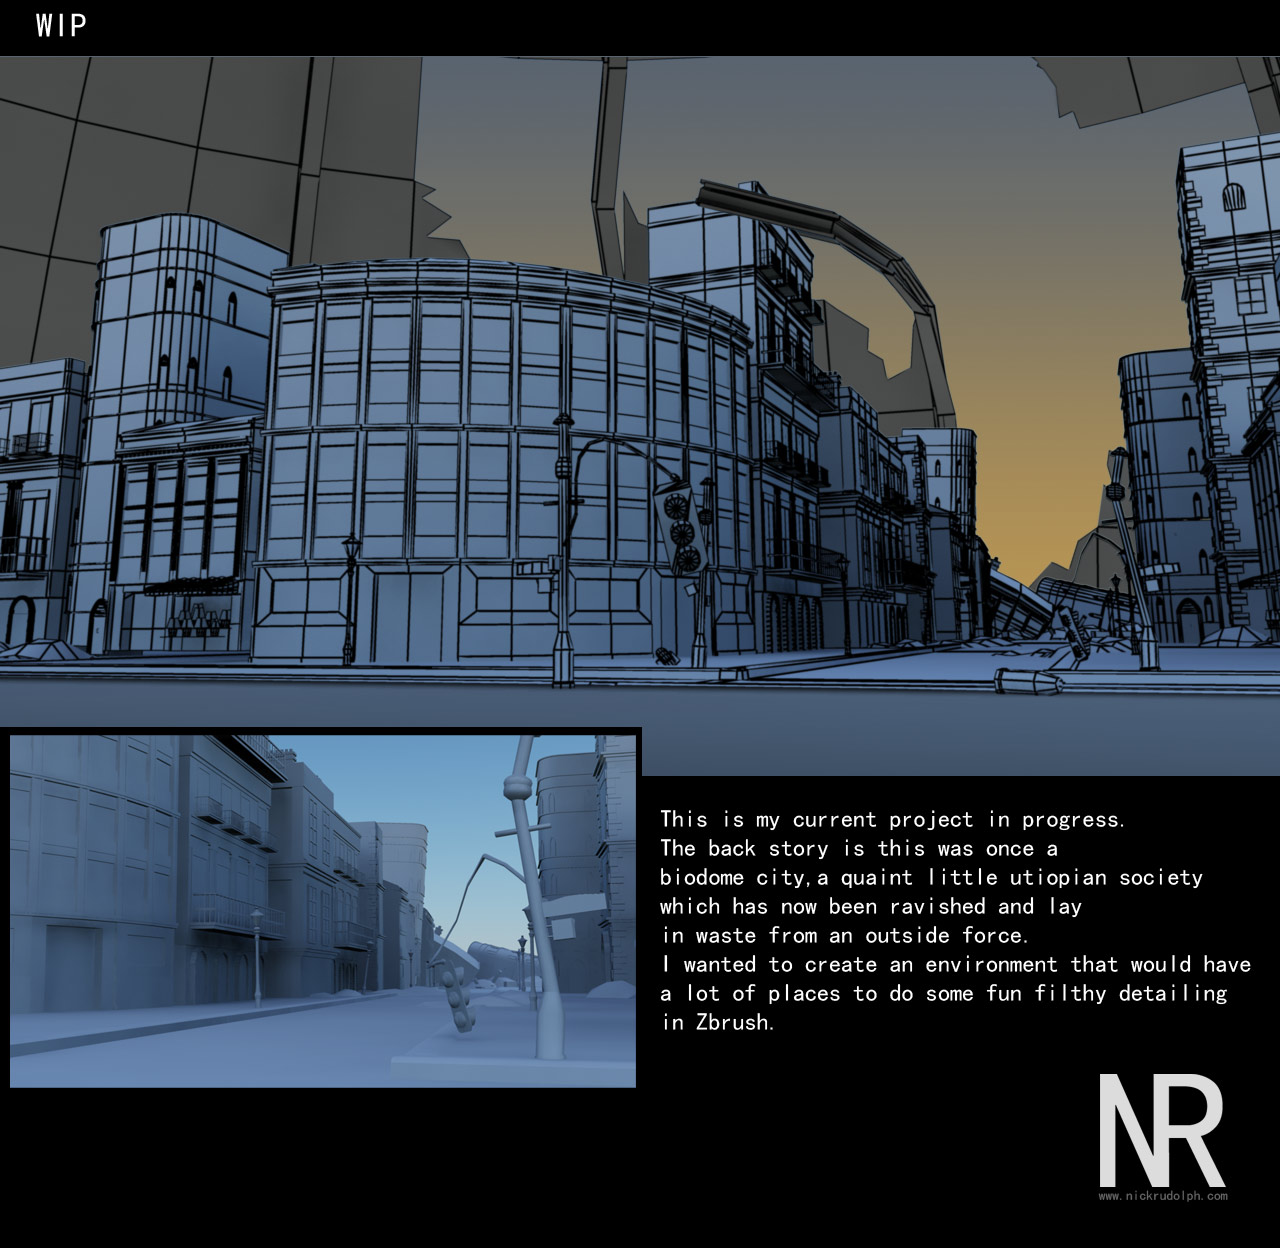 WIP
This is my current project in progress.
The back story is this was once a
biodome city,a quaint little utiopian society
which has now been ravished and lay
in waste from an outside force.
I wanted to create an environment that would have
a lot of places to do some fun filthy detailing
in Zbrush.
NR
www.nickrudolph.com